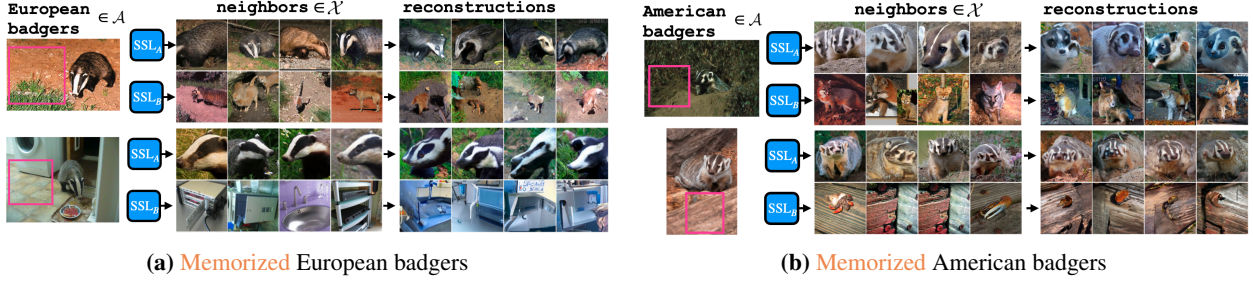 European badgers ∈ 𝒜
neighbors ∈ 𝒳
reconstructions
SSL_A
SSL_B
SSL_A
SSL_B
(a) Memorized European badgers
American badgers ∈ 𝒜
neighbors ∈ 𝒳
reconstructions
SSL_A
SSL_B
SSL_A
SSL_B
(b) Memorized American badgers